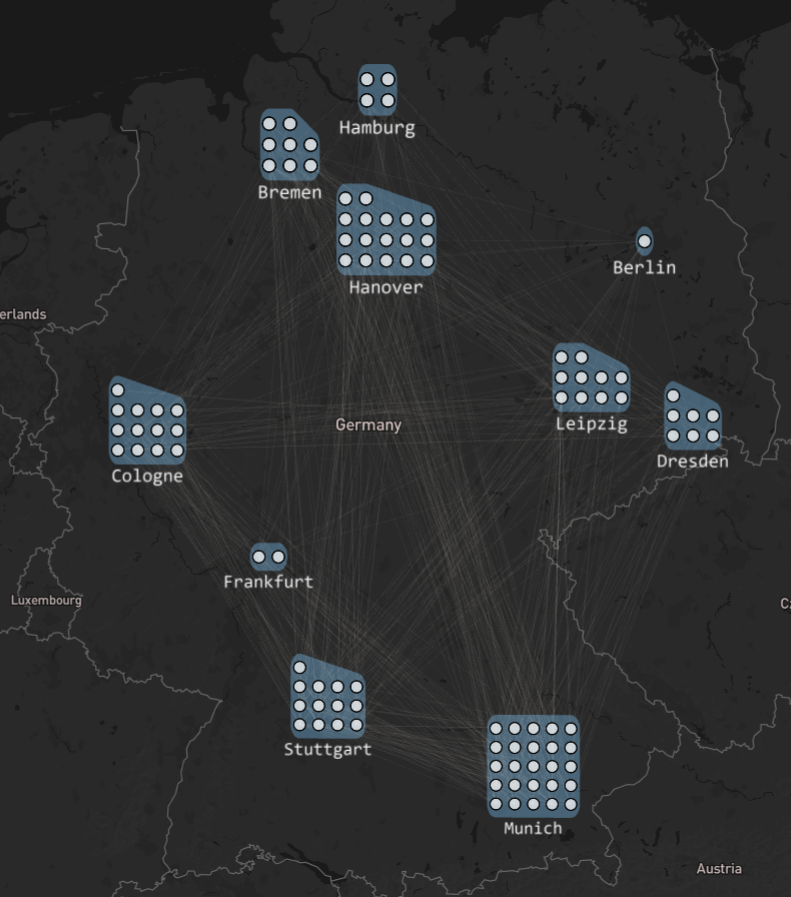 Hamburg
Bremen
Berlin
Hanover
erlands
Germany
Leipzig
Dresden
Cologne
Frankfurt
Luxembourg
C
Stuttgart
Munich
Austria